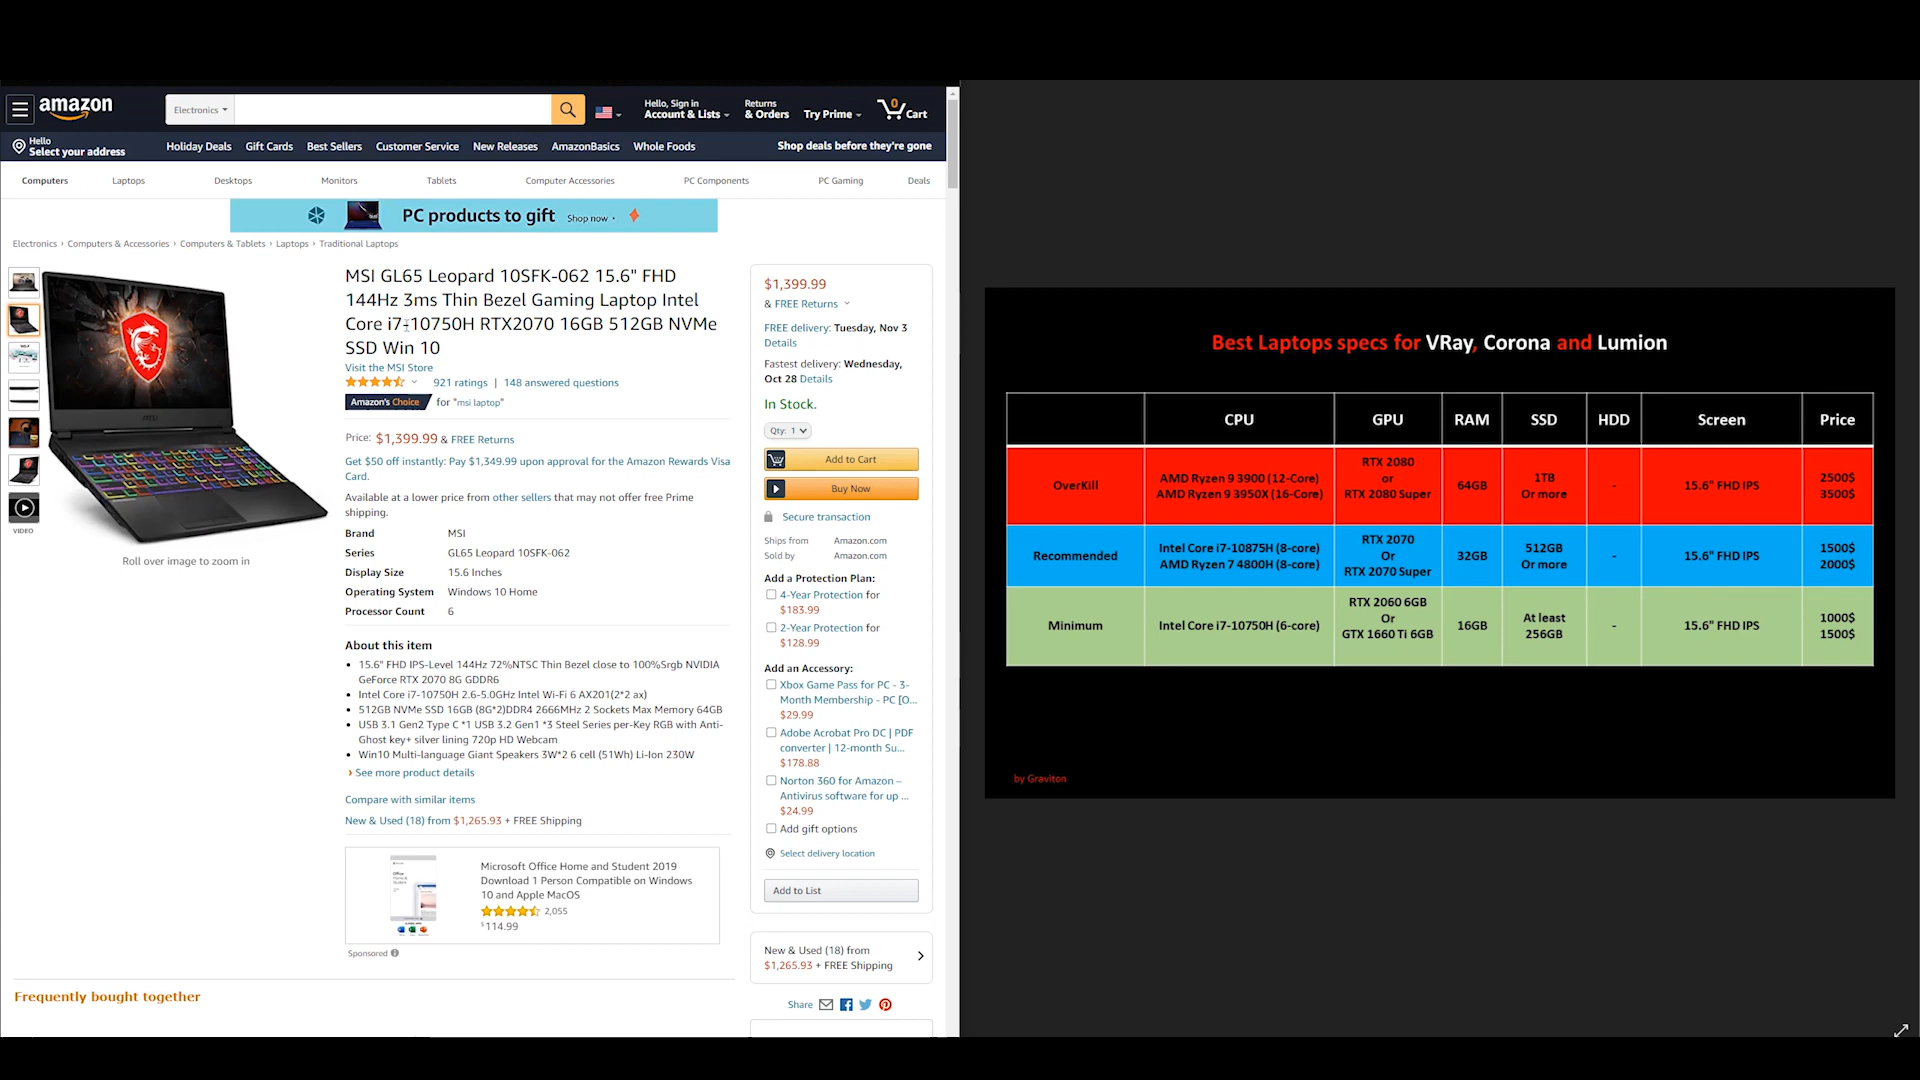 amazon
Electronics
Hello, Sign in
Account & Lists
Returns
& Orders
Try Prime
0
Cart
Hello
Select your address
Holiday Deals
Gift Cards
Best Sellers
Customer Service
New Releases
AmazonBasics
Whole Foods
Shop deals before they're gone
Computers
Laptops
Desktops
Monitors
Tablets
Computer Accessories
PC Components
PC Gaming
Deals
PC products to gift Shop now ›
Electronics › Computers & Accessories › Computers & Tablets › Laptops › Traditional Laptops
VIDEO
Roll over image to zoom in
MSI GL65 Leopard 10SFK-062 15.6" FHD
144Hz 3ms Thin Bezel Gaming Laptop Intel
Core i7-10750H RTX2070 16GB 512GB NVMe
SSD Win 10
Visit the MSI Store
921 ratings | 148 answered questions
Amazon's Choice for "msi laptop"
Price: $1,399.99 & FREE Returns
Get $50 off instantly: Pay $1,349.99 upon approval for the Amazon Rewards Visa
Card.
Available at a lower price from other sellers that may not offer free Prime
shipping.
Brand MSI
Series GL65 Leopard 10SFK-062
Display Size 15.6 Inches
Operating System Windows 10 Home
Processor Count 6
About this item
• 15.6" FHD IPS-Level 144Hz 72%NTSC Thin Bezel close to 100%Srgb NVIDIA
GeForce RTX 2070 8G GDDR6
• Intel Core i7-10750H 2.6-5.0GHz Intel Wi-Fi 6 AX201(2*2 ax)
• 512GB NVMe SSD 16GB (8G*2)DDR4 2666MHz 2 Sockets Max Memory 64GB
• USB 3.1 Gen2 Type C *1 USB 3.2 Gen1 *3 Steel Series per-Key RGB with Anti-
Ghost key+ silver lining 720p HD Webcam
• Win10 Multi-language Giant Speakers 3W*2 6 cell (51Wh) Li-Ion 230W
› See more product details
Compare with similar items
New & Used (18) from $1,265.93 + FREE Shipping
Microsoft Office Home and Student 2019
Download 1 Person Compatible on Windows
10 and Apple MacOS
2,055
$114.99
Sponsored
Frequently bought together
$1,399.99
& FREE Returns
FREE delivery: Tuesday, Nov 3
Details
Fastest delivery: Wednesday,
Oct 28 Details
In Stock.
Qty: 1
Add to Cart
Buy Now
Secure transaction
Ships from Amazon.com
Sold by Amazon.com
Add a Protection Plan:
4-Year Protection for
$183.99
2-Year Protection for
$128.99
Add an Accessory:
Xbox Game Pass for PC - 3-
Month Membership - PC [O...
$29.99
Adobe Acrobat Pro DC | PDF
converter | 12-month Su...
$178.88
Norton 360 for Amazon –
Antivirus software for up ...
$24.99
Add gift options
Select delivery location
Add to List
New & Used (18) from
$1,265.93 + FREE Shipping
Share
Best Laptops specs for VRay, Corona and Lumion
CPU GPU RAM SSD HDD Screen Price
OverKill
AMD Ryzen 9 3900 (12-Core)
AMD Ryzen 9 3950X (16-Core)
RTX 2080
or
RTX 2080 Super
64GB
1TB
Or more
-
15.6" FHD IPS
2500$
3500$
Recommended
Intel Core i7-10875H (8-core)
AMD Ryzen 7 4800H (8-core)
RTX 2070
Or
RTX 2070 Super
32GB
512GB
Or more
-
15.6" FHD IPS
1500$
2000$
Minimum
Intel Core i7-10750H (6-core)
RTX 2060 6GB
Or
GTX 1660 Ti 6GB
16GB
At least
256GB
-
15.6" FHD IPS
1000$
1500$
by Graviton